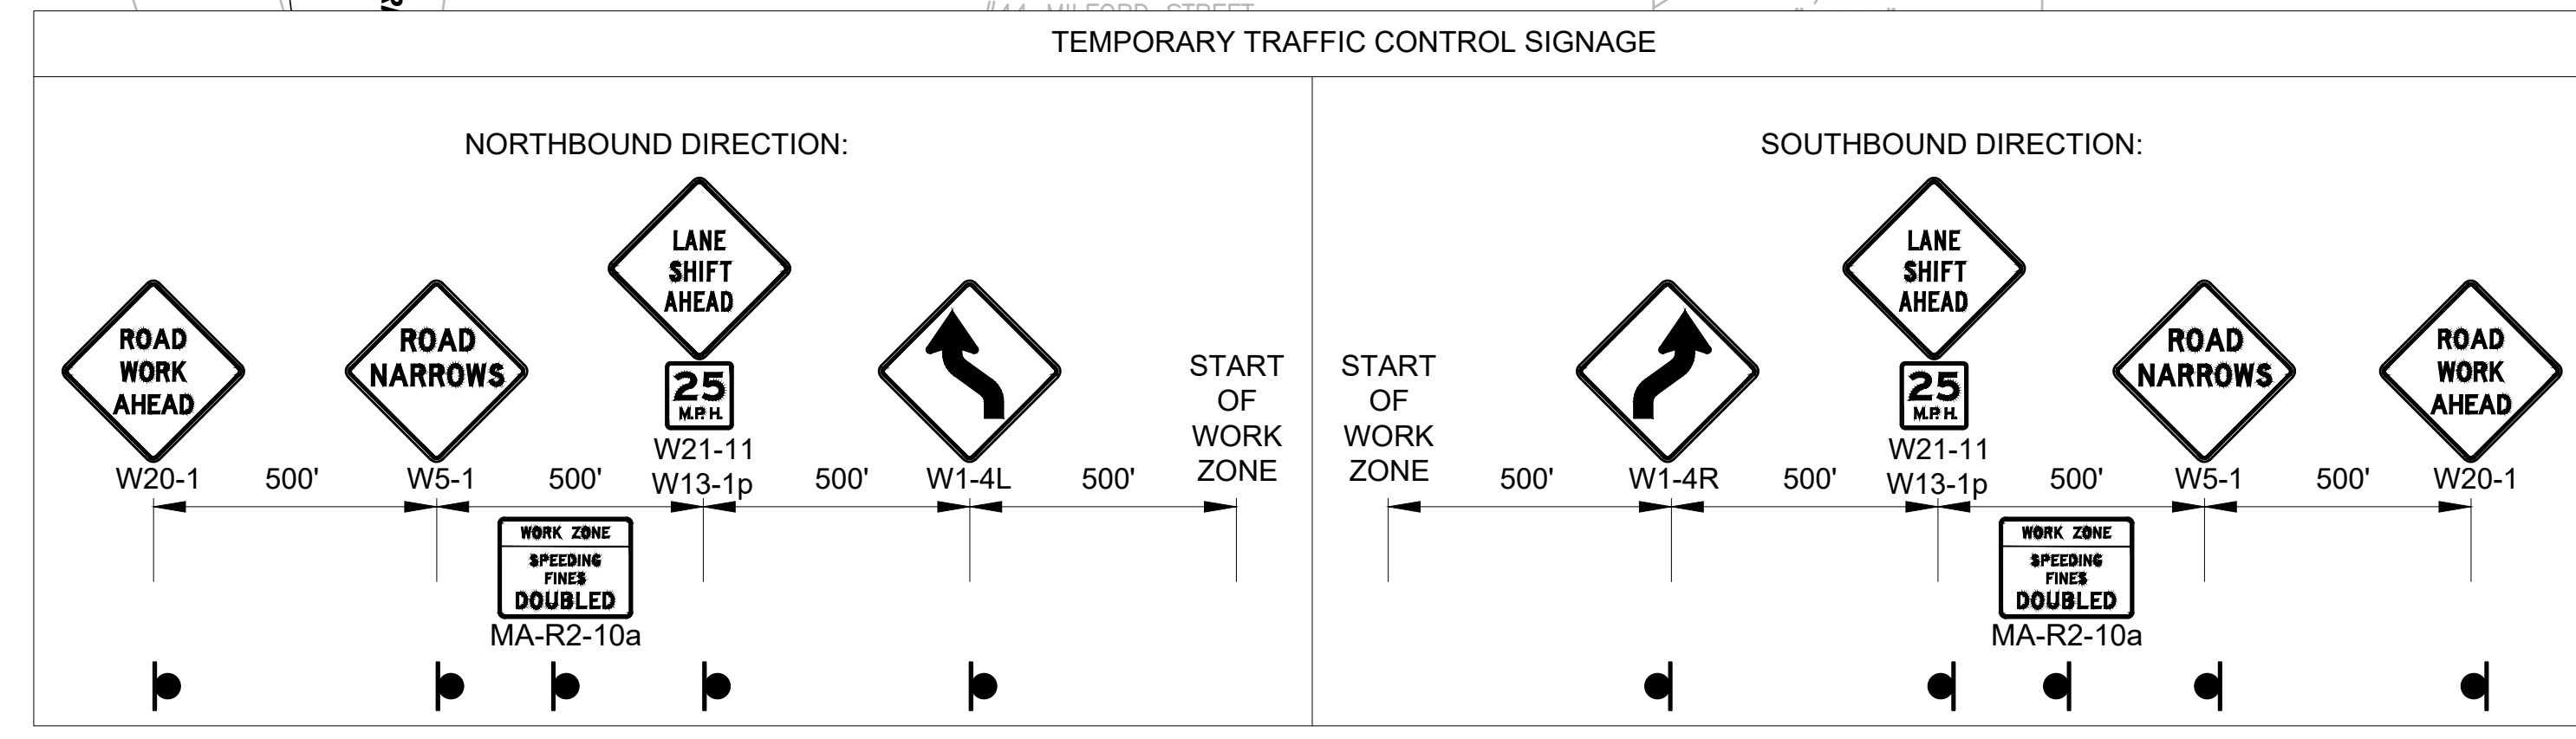 #44 MILFORD STREET
TEMPORARY TRAFFIC CONTROL SIGNAGE
NORTHBOUND DIRECTION:
ROAD
WORK
AHEAD
W20-1
500'
ROAD
NARROWS
W5-1
500'
LANE
SHIFT
AHEAD
25
M.P.H.
W21-11
W13-1p
500'
W1-4L
500'
START
OF
WORK
ZONE
WORK ZONE
SPEEDING
FINES
DOUBLED
MA-R2-10a
SOUTHBOUND DIRECTION:
START
OF
WORK
ZONE
500'
W1-4R
500'
LANE
SHIFT
AHEAD
25
M.P.H.
W21-11
W13-1p
500'
ROAD
NARROWS
W5-1
500'
ROAD
WORK
AHEAD
W20-1
WORK ZONE
SPEEDING
FINES
DOUBLED
MA-R2-10a